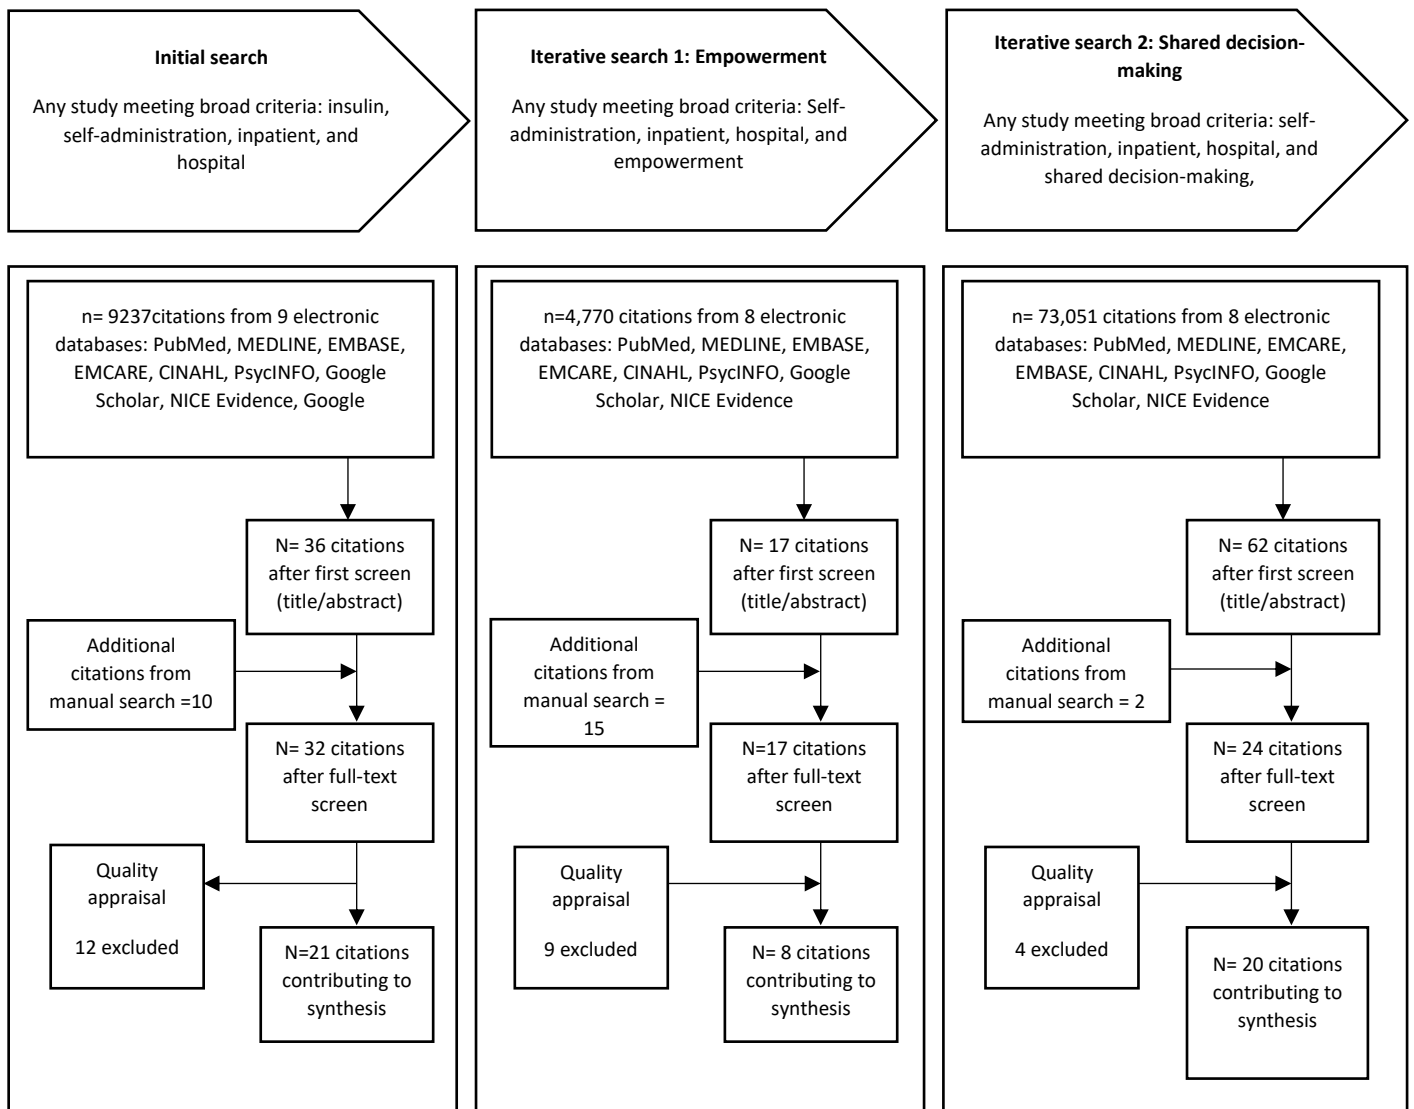 Initial search
Any study meeting broad criteria: insulin,
self-administration, inpatient, and
hospital
Iterative search 1: Empowerment
Any study meeting broad criteria: Self-
administration, inpatient, hospital, and
empowerment
Iterative search 2: Shared decision-
making
Any study meeting broad criteria: self-
administration, inpatient, hospital, and
shared decision-making,
n= 9237citations from 9 electronic
databases: PubMed, MEDLINE, EMBASE,
EMCARE, CINAHL, PsycINFO, Google
Scholar, NICE Evidence, Google
N= 36 citations
after first screen
(title/abstract)
Additional
citations from
manual search =10
N= 32 citations
after full-text
screen
Quality
appraisal
12 excluded
N=21 citations
contributing to
synthesis
n=4,770 citations from 8 electronic
databases: PubMed, MEDLINE, EMBASE,
EMCARE, CINAHL, PsycINFO, Google
Scholar, NICE Evidence
N= 17 citations
after first screen
(title/abstract)
Additional
citations from
manual search =
15
N=17 citations
after full-text
screen
Quality
appraisal
9 excluded
N= 8 citations
contributing to
synthesis
n= 73,051 citations from 8 electronic
databases: PubMed, MEDLINE, EMCARE,
EMBASE, CINAHL, PsycINFO, Google
Scholar, NICE Evidence
N= 62 citations
after first screen
(title/abstract)
Additional
citations from
manual search = 2
N= 24 citations
after full-text
screen
Quality
appraisal
4 excluded
N= 20 citations
contributing to
synthesis